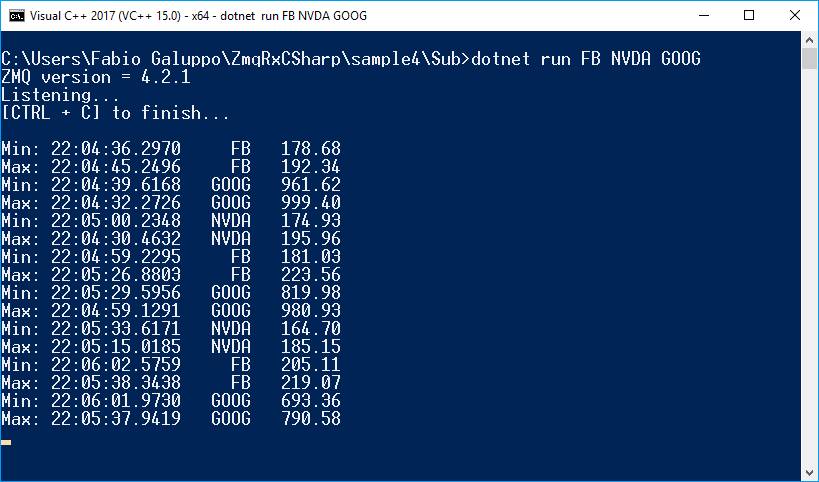 Visual C++ 2017 (VC++ 15.0) - x64 - dotnet  run FB NVDA GOOG
C:\Users\Fabio Galuppo\ZmqRxCSharp\sample4\Sub>dotnet run FB NVDA GOOG
ZMQ version = 4.2.1
Listening...
[CTRL + C] to finish...
Min: 22:04:36.2970     FB   178.68
Max: 22:04:45.2496     FB   192.34
Min: 22:04:39.6168   GOOG   961.62
Max: 22:04:32.2726   GOOG   999.40
Min: 22:05:00.2348   NVDA   174.93
Max: 22:04:30.4632   NVDA   195.96
Min: 22:04:59.2295     FB   181.03
Max: 22:05:26.8803     FB   223.56
Min: 22:05:29.5956   GOOG   819.98
Max: 22:04:59.1291   GOOG   980.93
Min: 22:05:33.6171   NVDA   164.70
Max: 22:05:15.0185   NVDA   185.15
Min: 22:06:02.5759     FB   205.11
Max: 22:05:38.3438     FB   219.07
Min: 22:06:01.9730   GOOG   693.36
Max: 22:05:37.9419   GOOG   790.58